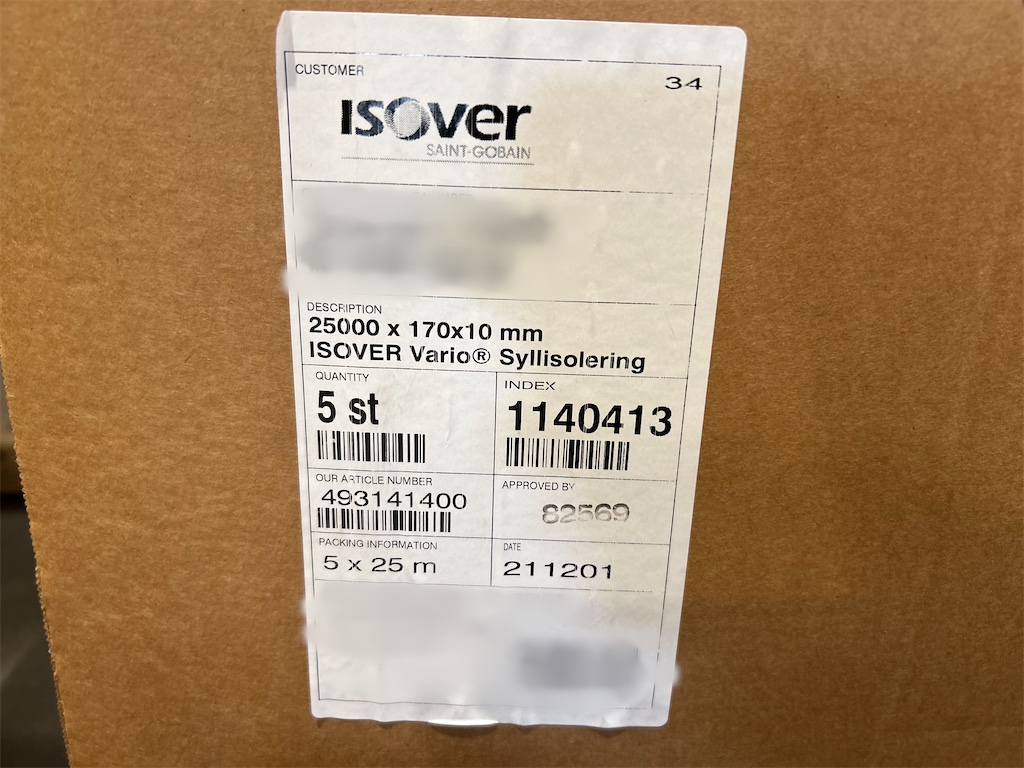 CUSTOMER
34
ISOver
SAINT-GOBAIN
DESCRIPTION
25000 x 170x10 mm
ISOVER Vario® Syllisolering
QUANTITY
5 st
INDEX
1140413
OUR ARTICLE NUMBER
493141400
APPROVED BY
82569
PACKING INFORMATION
5 x 25 m
DATE
211201